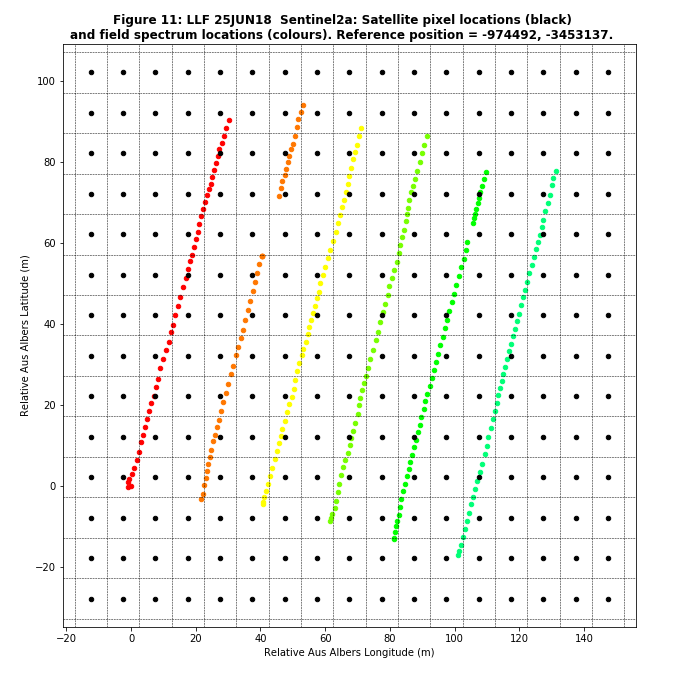 Figure 11: LLF 25JUN18  Sentinel2a: Satellite pixel locations (black)
and field spectrum locations (colours). Reference position = -974492, -3453137.
100
80
60
40
20
0
−20
Relative Aus Albers Latitude (m)
−20 0 20 40 60 80 100 120 140
Relative Aus Albers Longitude (m)